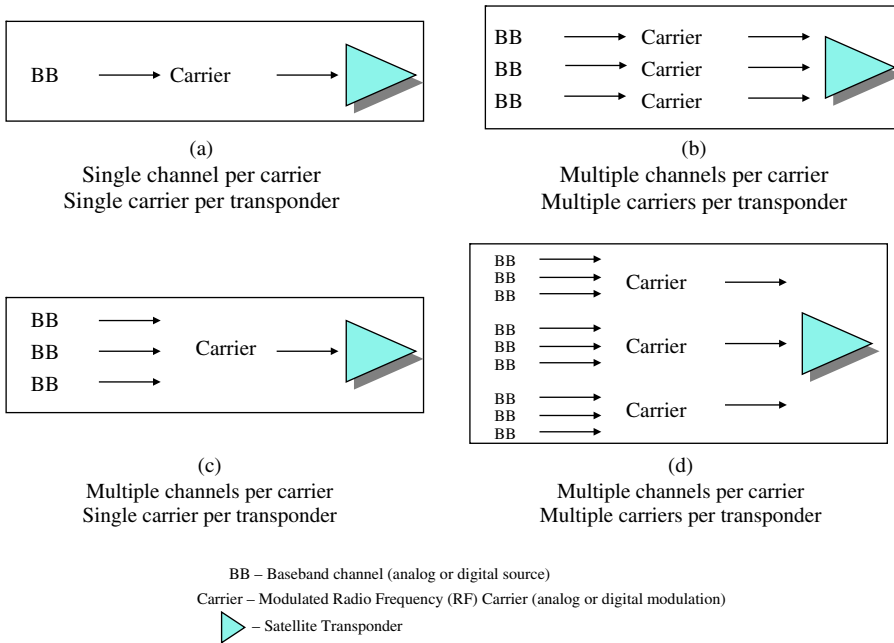 BB Carrier
(a)
Single channel per carrier
Single carrier per transponder
BB Carrier
BB Carrier
BB Carrier
(b)
Multiple channels per carrier
Multiple carriers per transponder
BB
BB Carrier
BB
(c)
Multiple channels per carrier
Single carrier per transponder
BB
BB Carrier
BB
BB
BB Carrier
BB
BB
BB Carrier
BB
(d)
Multiple channels per carrier
Multiple carriers per transponder
BB – Baseband channel (analog or digital source)
Carrier – Modulated Radio Frequency (RF) Carrier (analog or digital modulation)
– Satellite Transponder